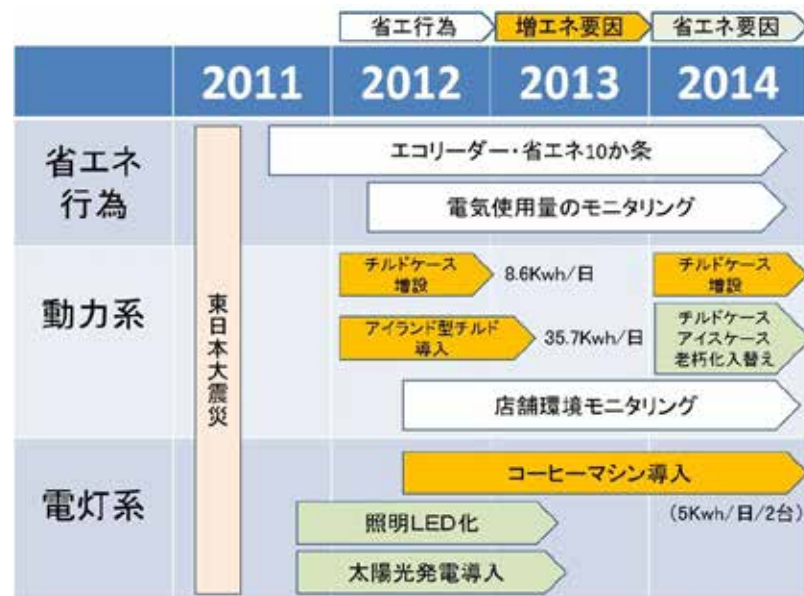 省エ行為
増エネ要因
省エネ要因
2011
2012
2013
2014
省エネ
行為
エコリーダー・省エネ10か条
電気使用量のモニタリング
東日本大震災
動力系
チルドケース
増設
8.6Kwh/日
チルドケース
増設
アイランド型チルド
導入
35.7Kwh/日
チルドケース
アイスケース
老朽化入替え
店舗環境モニタリング
電灯系
コーヒーマシン導入
(5Kwh/日/2台)
照明LED化
太陽光発電導入